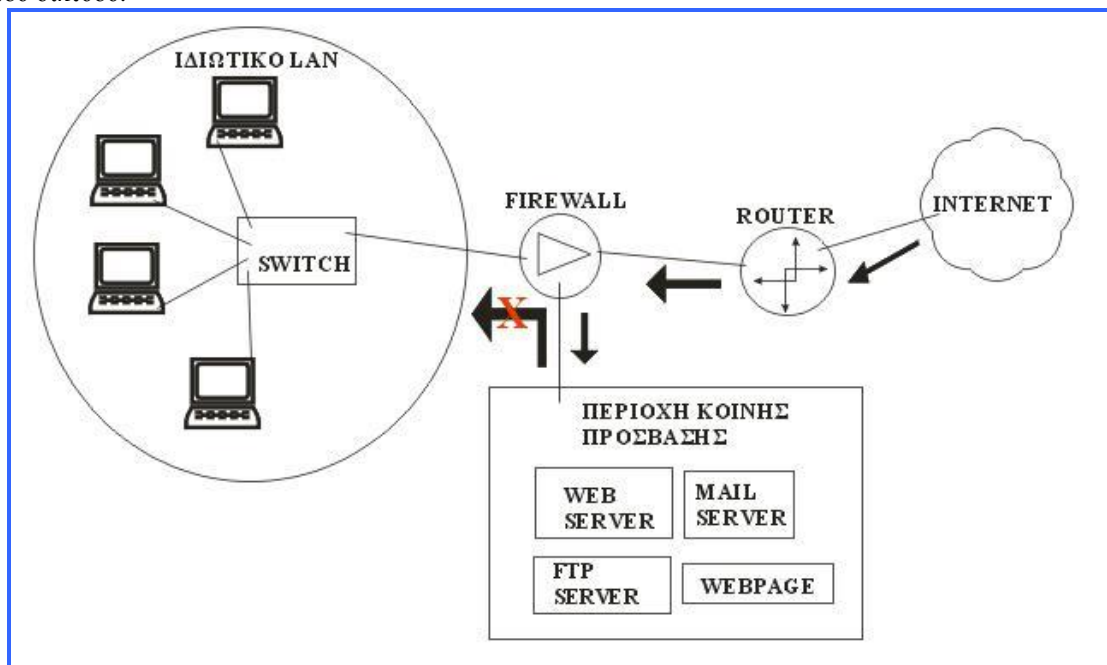 ΙΔΙΩΤΙΚΟ LAN
SWITCH
FIREWALL
ROUTER
INTERNET
X
ΠΕΡΙΟΧΗ ΚΟΙΝΗΣ
ΠΡΟΣΒΑΣΗΣ
WEB
SERVER
MAIL
SERVER
FTP
SERVER
WEBPAGE